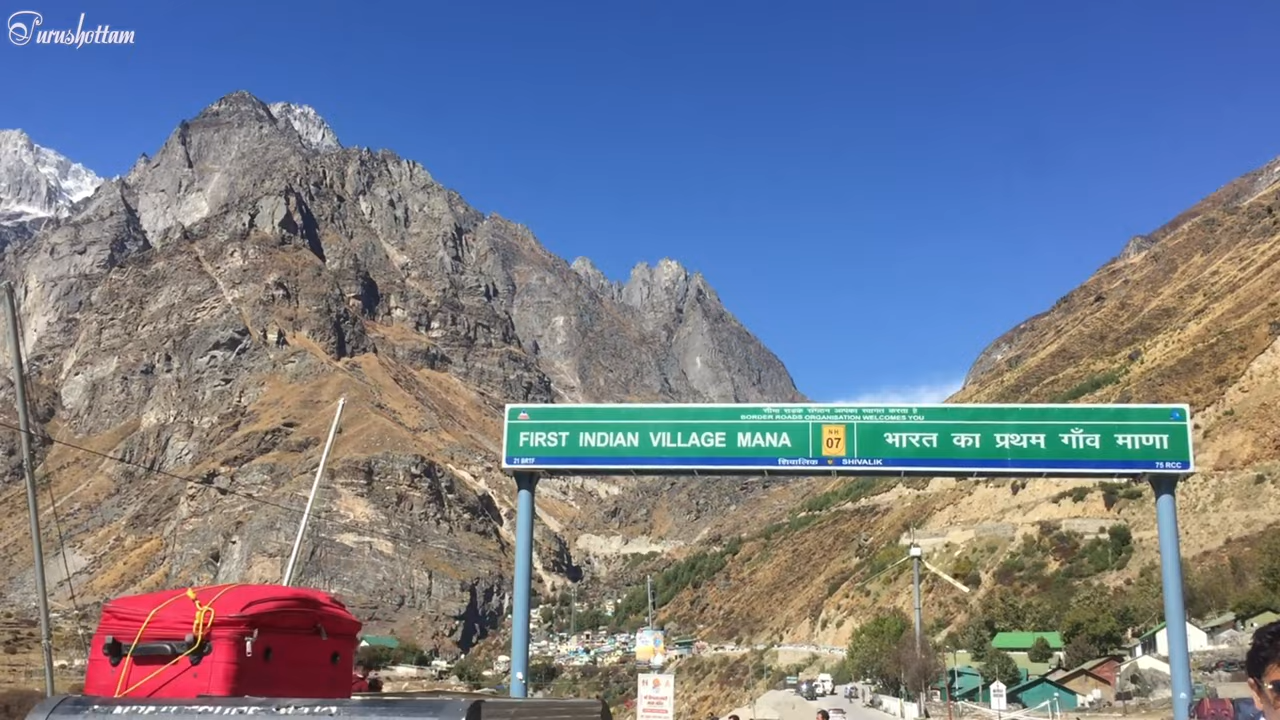 Purushottam
सीमा सड़क संगठन आपका स्वागत करता है
BORDER ROADS ORGANISATION WELCOMES YOU
FIRST INDIAN VILLAGE MANA
NH
07
भारत का प्रथम गाँव माणा
21 BRTF
शिवालिक SHIVALIK
75 RCC